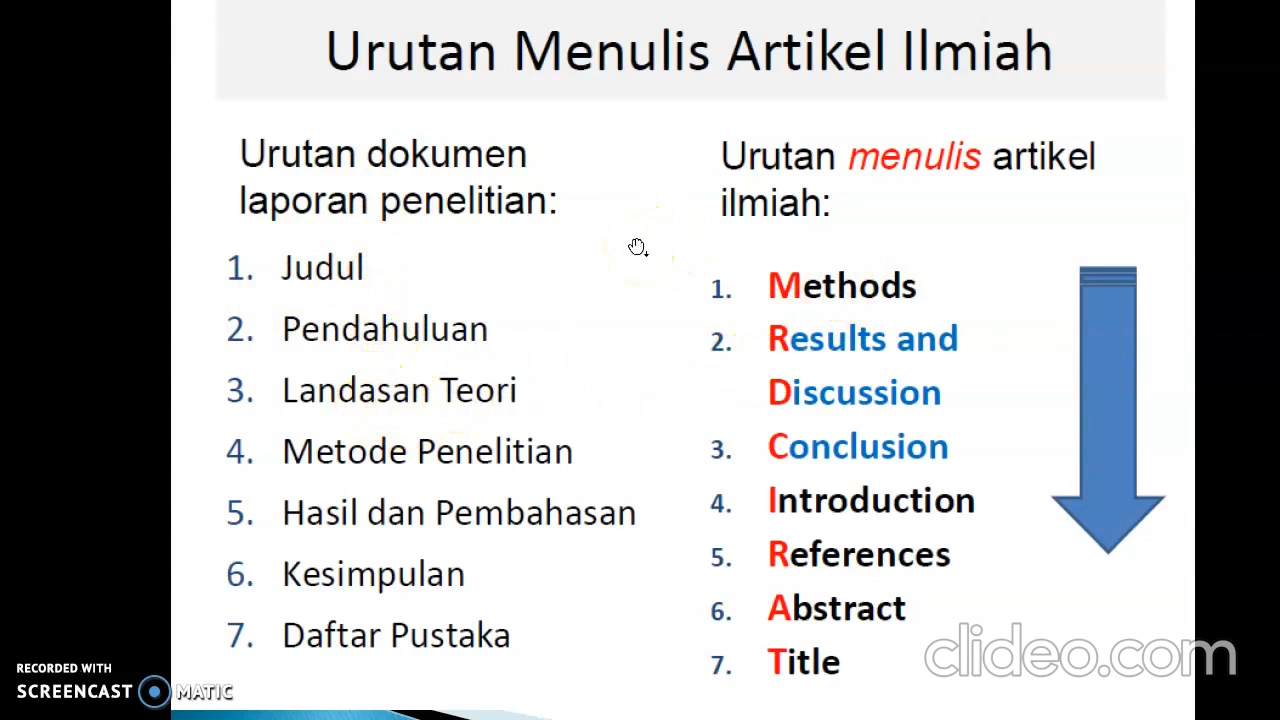 Urutan Menulis Artikel Ilmiah
Urutan dokumen
laporan penelitian:
1. Judul
2. Pendahuluan
3. Landasan Teori
4. Metode Penelitian
5. Hasil dan Pembahasan
6. Kesimpulan
7. Daftar Pustaka
Urutan menulis artikel
ilmiah:
1. Methods
2. Results and
Discussion
3. Conclusion
4. Introduction
5. References
6. Abstract
7. Title
clideo.com
RECORDED WITH
SCREENCAST MATIC